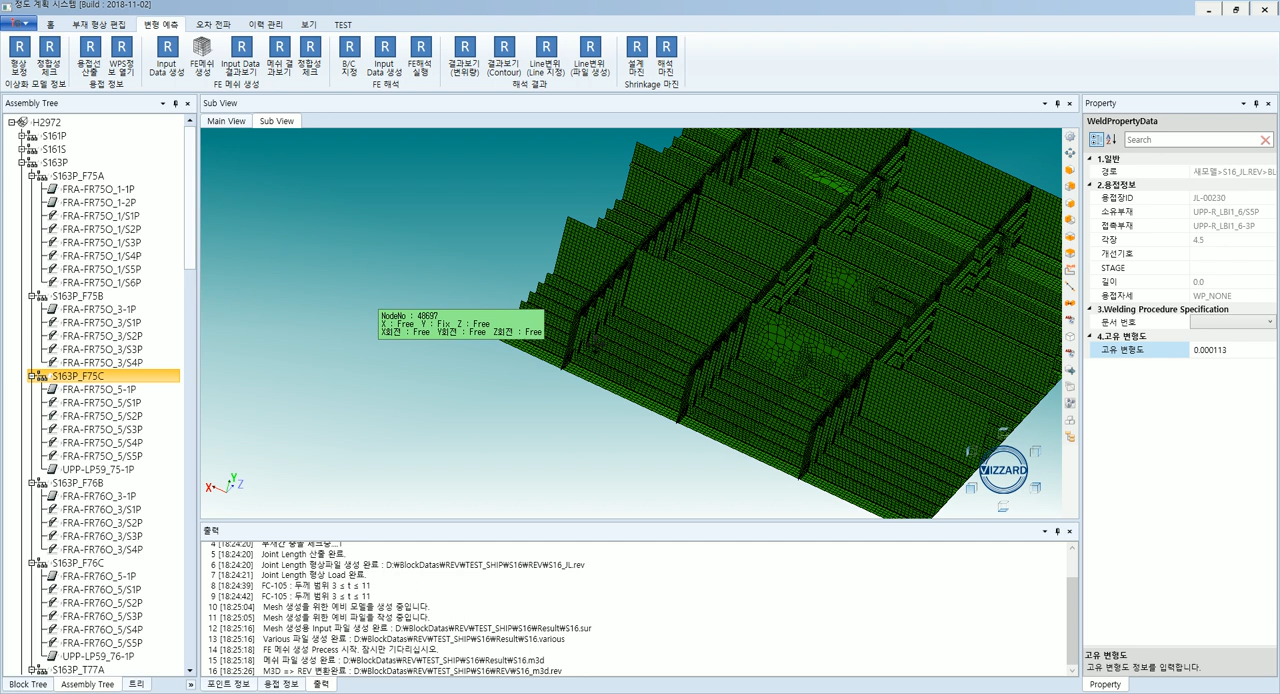 정도 계획 시스템 [Build : 2018-11-02]
홈 부재 형상 편집 변형 예측 오차 전파 이력 관리 보기 TEST
형상 보정
정합성 체크
용접선 산출
WPS정보 열기
Input Data 생성
FE메쉬 생성
Input Data 결과보기
메쉬 결과보기
정합성 체크
B/C 지정
Input Data 생성
FE해석 실행
결과보기 (변위량)
결과보기 (Contour)
Line변위 (Line 지정)
Line변위 (파일 생성)
설계 마진
해석 마진
이상화 모델 정보 용접 정보 FE 메쉬 생성 FE 해석 해석 결과 Shrinkage 마진
Assembly Tree
H2972
S161P
S161S
S163P
S163P_F75A
FRA-FR75O_1-1P
FRA-FR75O_1-2P
FRA-FR75O_1/S1P
FRA-FR75O_1/S2P
FRA-FR75O_1/S3P
FRA-FR75O_1/S4P
FRA-FR75O_1/S5P
FRA-FR75O_1/S6P
S163P_F75B
FRA-FR75O_3-1P
FRA-FR75O_3/S1P
FRA-FR75O_3/S2P
FRA-FR75O_3/S3P
FRA-FR75O_3/S4P
S163P_F75C
FRA-FR75O_5-1P
FRA-FR75O_5/S1P
FRA-FR75O_5/S2P
FRA-FR75O_5/S3P
FRA-FR75O_5/S4P
FRA-FR75O_5/S5P
UPP-LP59_75-1P
S163P_F76B
FRA-FR76O_3-1P
FRA-FR76O_3/S1P
FRA-FR76O_3/S2P
FRA-FR76O_3/S3P
FRA-FR76O_3/S4P
S163P_F76C
FRA-FR76O_5-1P
FRA-FR76O_5/S1P
FRA-FR76O_5/S2P
FRA-FR76O_5/S3P
FRA-FR76O_5/S4P
FRA-FR76O_5/S5P
UPP-LP59_76-1P
S163P_T77A
Block Tree Assembly Tree 트리
Sub View
Main View Sub View
NodeNo : 48697
X : Free Y : Fix Z : Free
X회전 : Free Y회전 : Free Z회전 : Free
X Y Z
VIZZARD
출력
4 [18:24:20] 부재간 충돌 체크중...1
5 [18:24:20] Joint Length 산출 완료.
6 [18:24:20] Joint Length 형상파일 생성 완료 : D:₩BlockDatas₩REV₩TEST_SHIP₩S16₩REV₩S16_JL.rev
7 [18:24:21] Joint Length 형상 Load 완료.
8 [18:24:39] FC-105 : 두께 범위 3 ≤ t ≤ 11
9 [18:24:42] FC-105 : 두께 범위 3 ≤ t ≤ 11
10 [18:25:04] Mesh 생성을 위한 예비 모델을 생성 중입니다.
11 [18:25:05] Mesh 생성을 위한 예비 파일을 작성 중입니다.
12 [18:25:16] Mesh 생성용 Input 파일 생성 완료 : D:₩BlockDatas₩REV₩TEST_SHIP₩S16₩Result₩S16.sur
13 [18:25:16] Various 파일 생성 완료 : D:₩BlockDatas₩REV₩TEST_SHIP₩S16₩Result₩S16.various
14 [18:25:18] FE 메쉬 생성 Precess 시작. 잠시만 기다리십시오.
15 [18:25:18] 메쉬 파일 생성 완료 : D:₩BlockDatas₩REV₩TEST_SHIP₩S16₩Result₩S16.m3d
16 [18:25:26] M3D => REV 변환완료 : D:₩BlockDatas₩REV₩TEST_SHIP₩S16₩Result₩S16_m3d.rev
포인트 정보 용접 정보 출력
Property
WeldPropertyData
Search
1.일반
경로 새모델>S16_JL.REV>BL
2.용접정보
용접장ID JL-00230
소유부재 UPP-R_LBI1_6/S5P
접촉부재 UPP-R_LBI1_6-3P
각장 4.5
개선기호
STAGE
길이 0.0
용접자세 WP_NONE
3.Welding Procedure Specification
문서 번호
4.고유 변형도
고유 변형도 0.000113
고유 변형도
고유 변형도 정보를 입력합니다.
Property